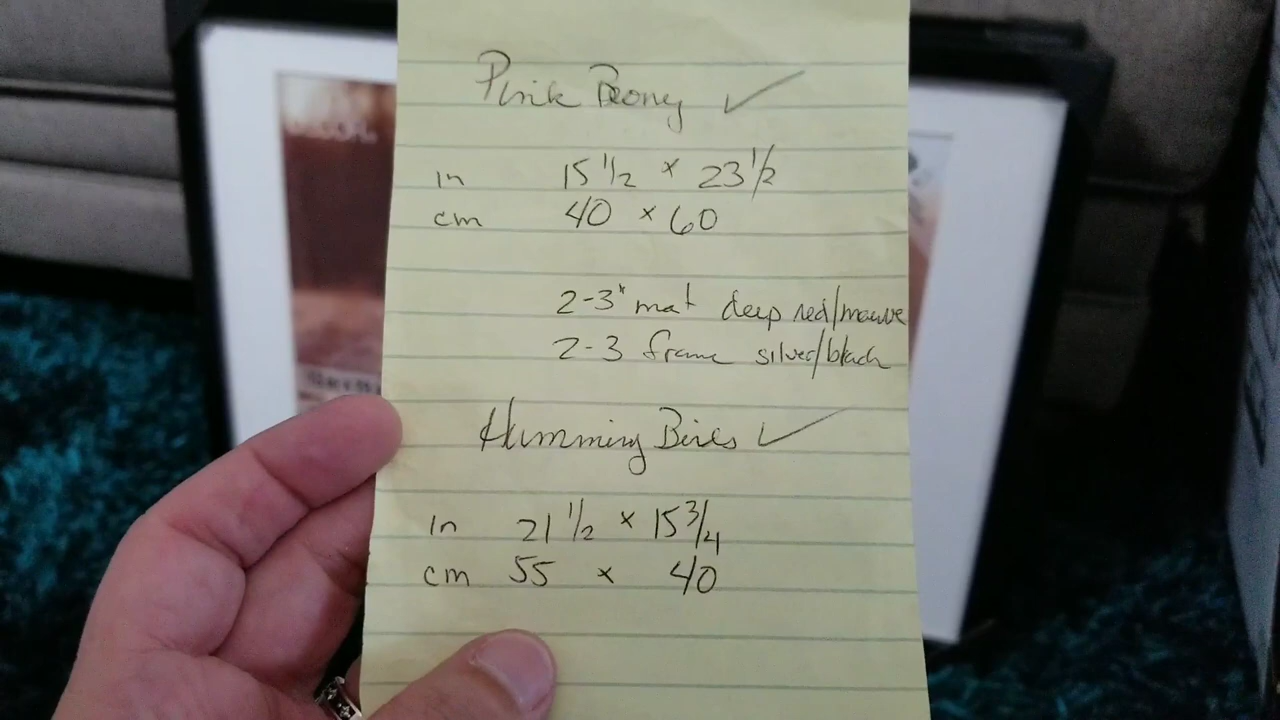 Pink Peony ✓
in 15 1/2 x 23 1/2
cm 40 x 60
2-3" mat deep red/mauve
2-3 frame silver/black
Humming Birds ✓
in 21 1/2 x 15 3/4
cm 55 x 40